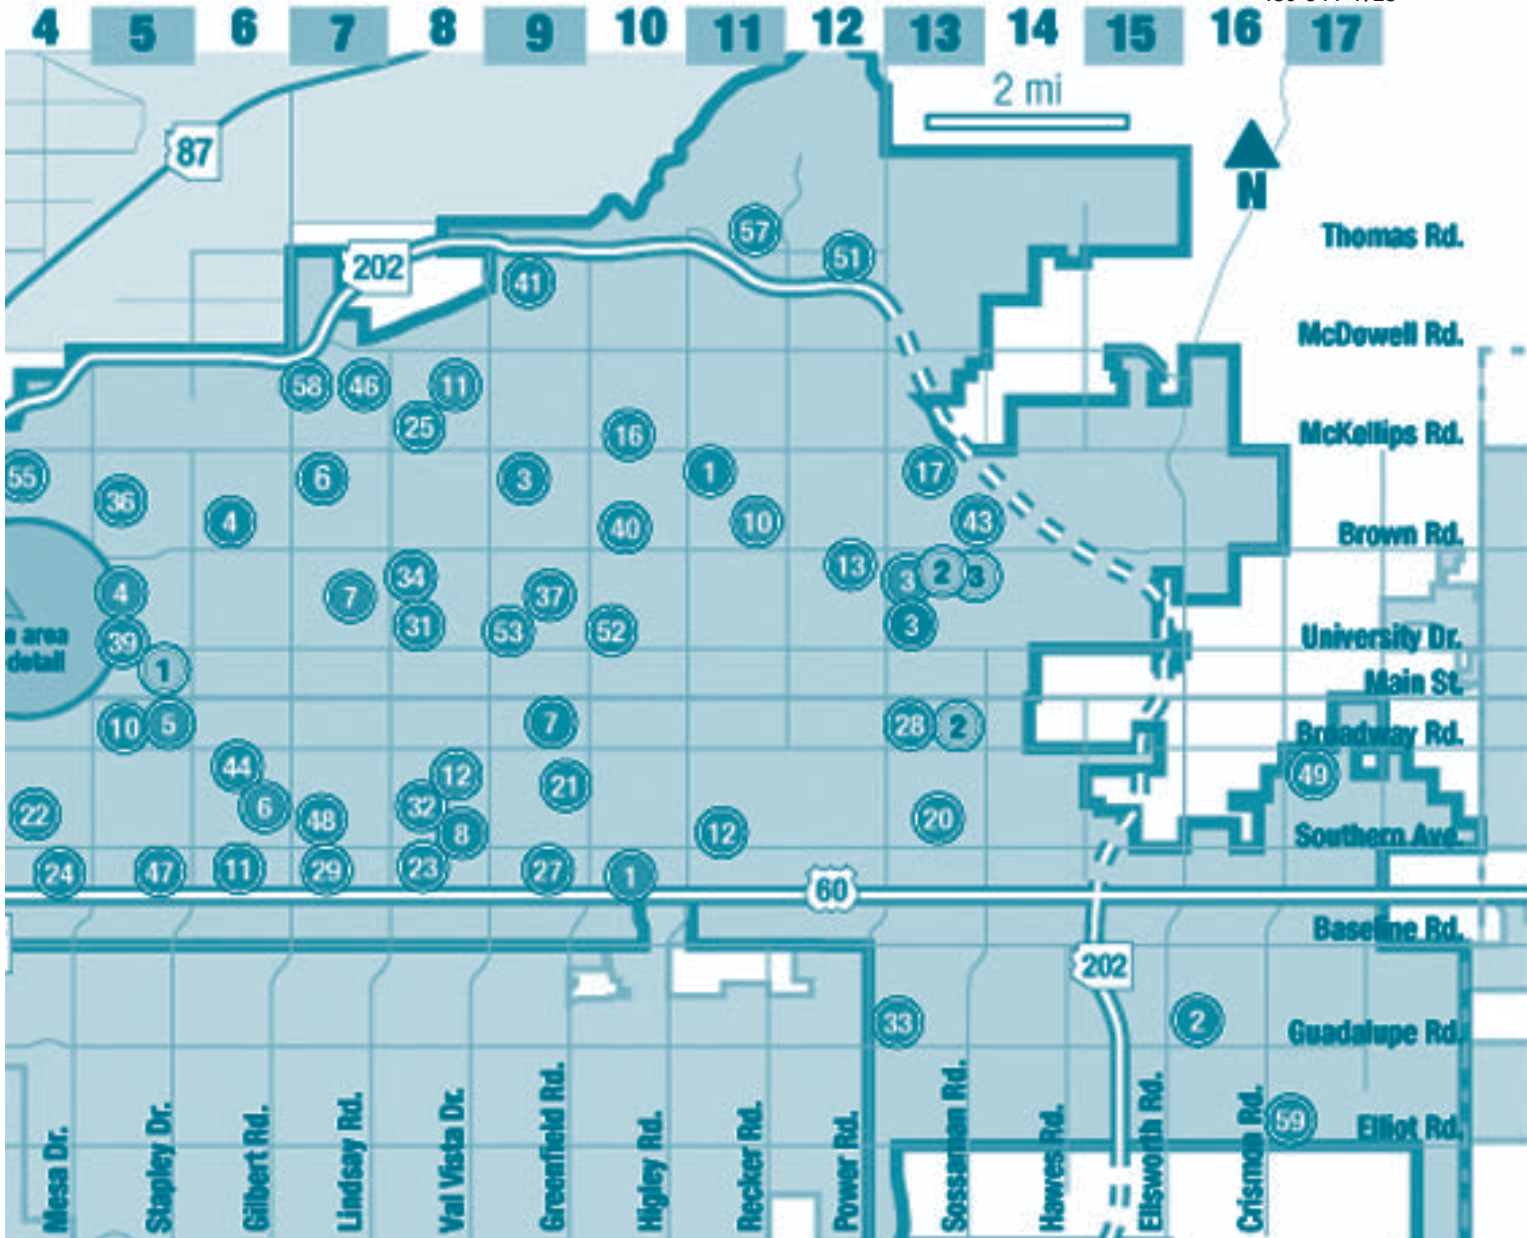 4 5 6 7 8 9 10 11 12 13 14 15 16 17
2 mi
87
N
57
Thomas Rd.
51
202
41
McDowell Rd.
58 46 11
25
16
McKellips Rd.
55 6 3 1 17
36
4 40 10 43
Brown Rd.
13
34 3 2 3
4 7 37
31 53 52 3
39
e area
detail
University Dr.
1
Main St.
10 5 7 28 2
Broadway Rd.
44 12 49
21
6 32
22 48 20
8 12
Southern Ave.
24 47 11 29 23 27 1
60
Baseline Rd.
202
33 2
Guadalupe Rd.
59
Elliot Rd.
Mesa Dr.
Stapley Dr.
Gilbert Rd.
Lindsay Rd.
Val Vista Dr.
Greenfield Rd.
Higley Rd.
Recker Rd.
Power Rd.
Sossaman Rd.
Hawes Rd.
Ellsworth Rd.
Crismon Rd.